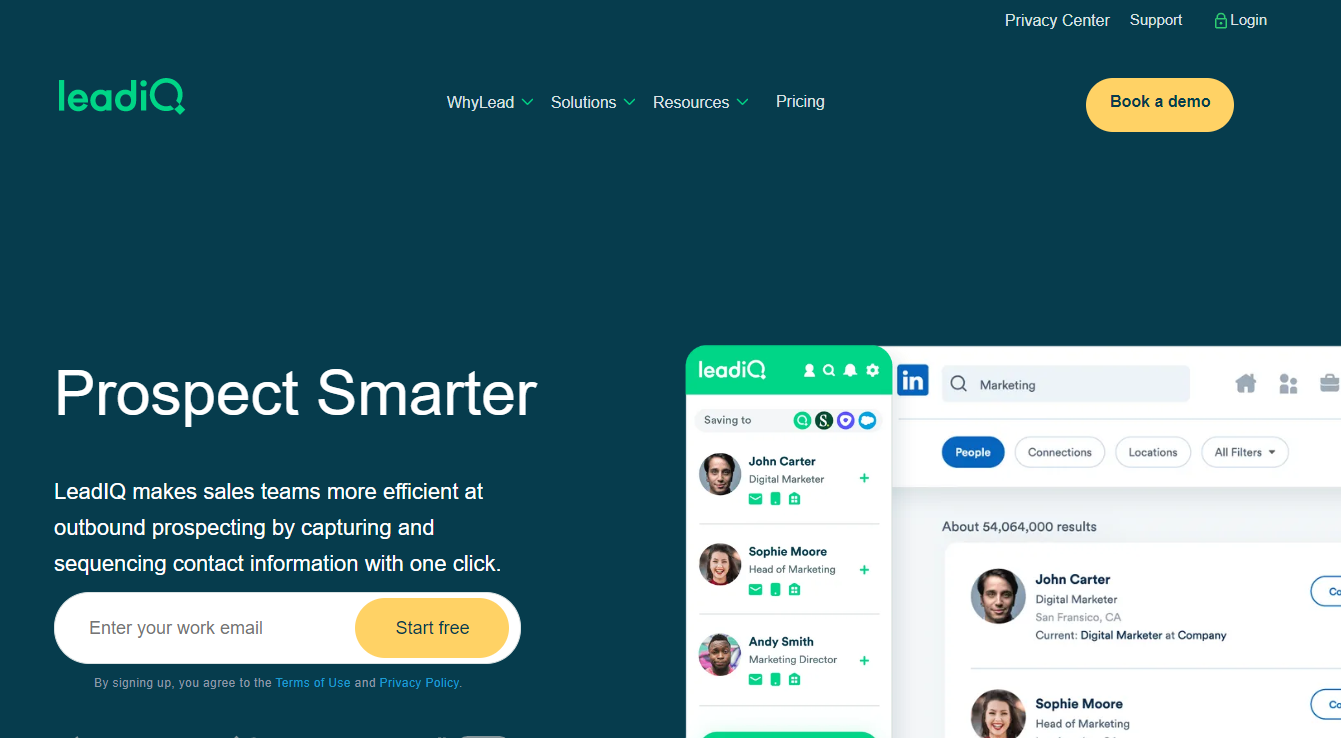 Privacy Center Support Login
leadiQ
WhyLead Solutions Resources Pricing
Book a demo
Prospect Smarter
LeadIQ makes sales teams more efficient at
outbound prospecting by capturing and
sequencing contact information with one click.
Enter your work email Start free
By signing up, you agree to the Terms of Use and Privacy Policy.
leadiQ
Saving to
S.
John Carter
Digital Marketer
Sophie Moore
Head of Marketing
Andy Smith
Marketing Director
in Marketing
People Connections Locations All Filters
About 54,064,000 results
John Carter
Digital Marketer
San Fransico, CA
Current: Digital Marketer at Company
Co
Sophie Moore
Head of Marketing
Co